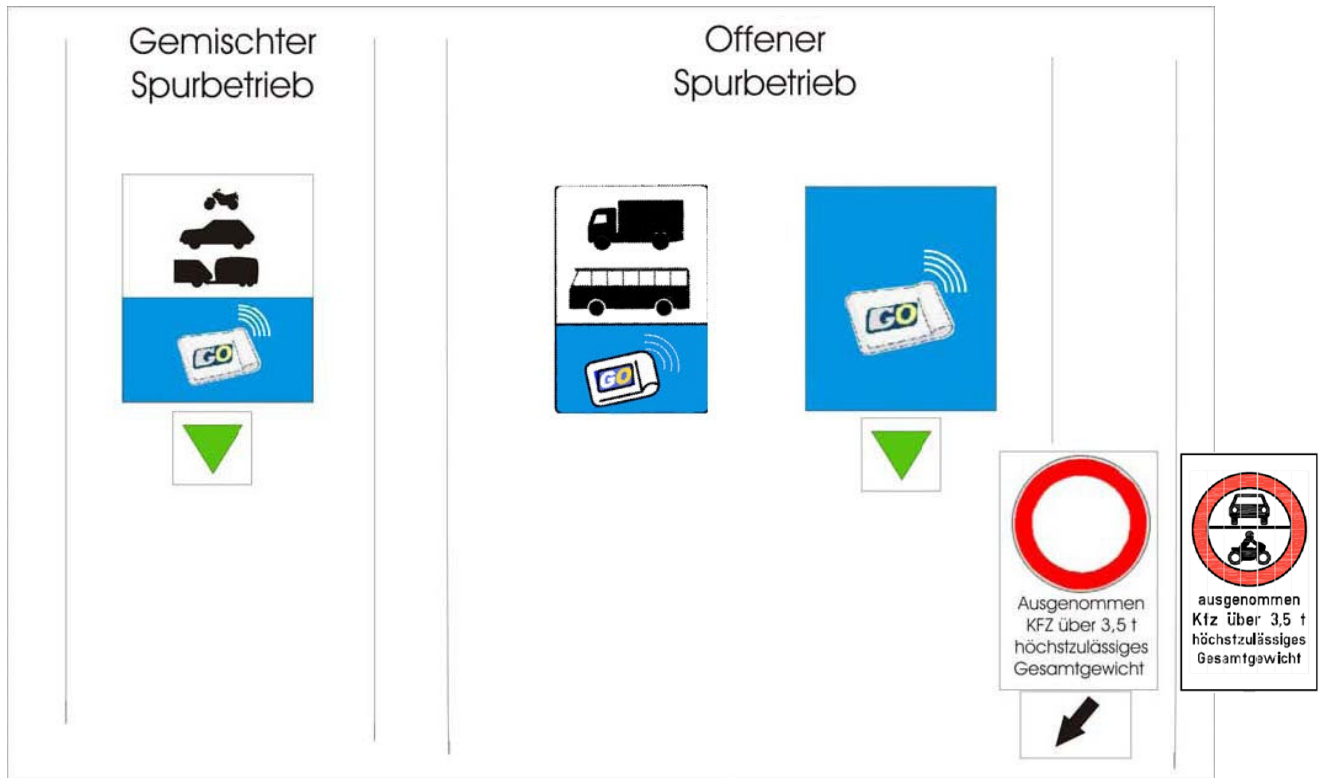 Gemischter
Spurbetrieb
Offener
Spurbetrieb
GO
GO
GO
Ausgenommen
KFZ über 3,5 t
höchstzulässiges
Gesamtgewicht
ausgenommen
Kfz über 3,5 t
höchstzulässiges
Gesamtgewicht